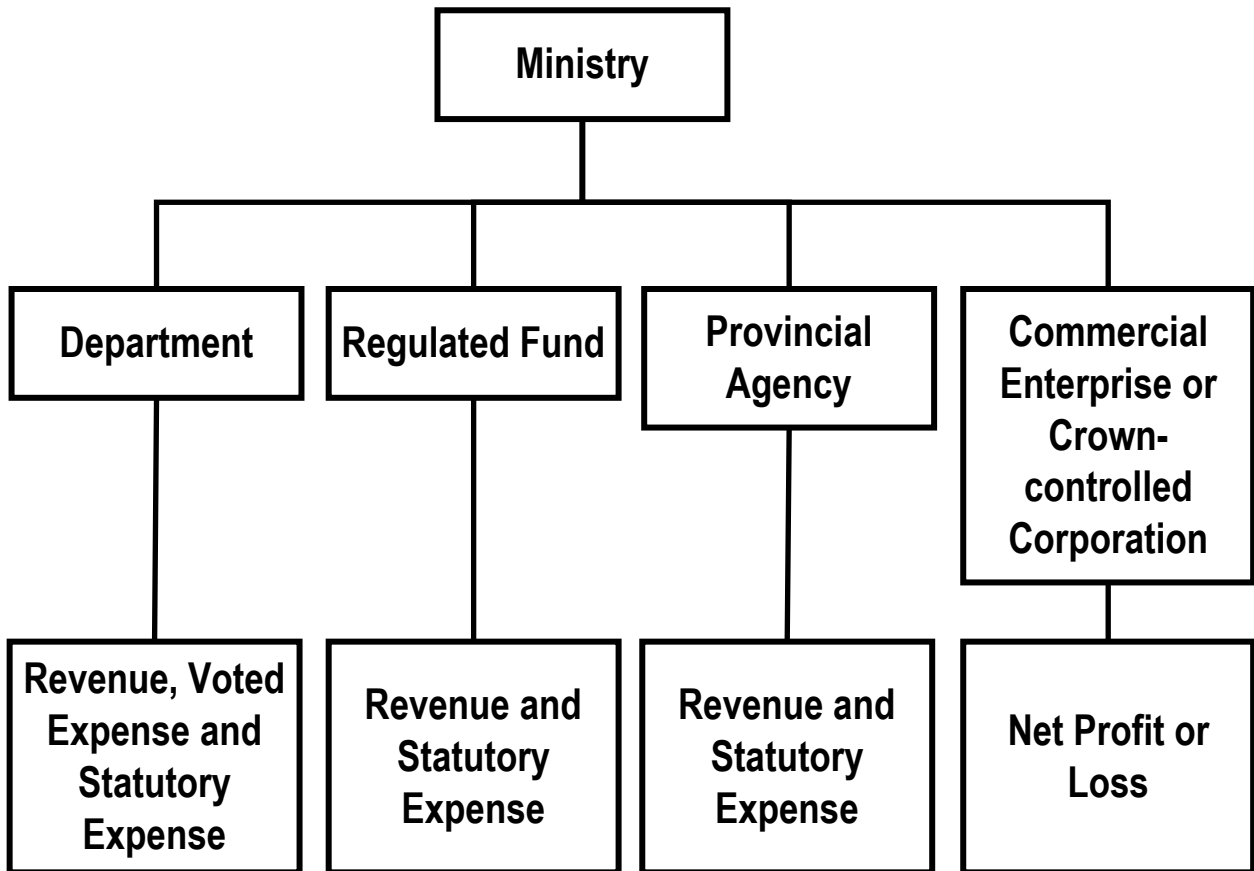 Ministry
Department
Regulated Fund
Provincial
Agency
Commercial
Enterprise or
Crown-
controlled
Corporation
Revenue, Voted
Expense and
Statutory
Expense
Revenue and
Statutory
Expense
Revenue and
Statutory
Expense
Net Profit or
Loss